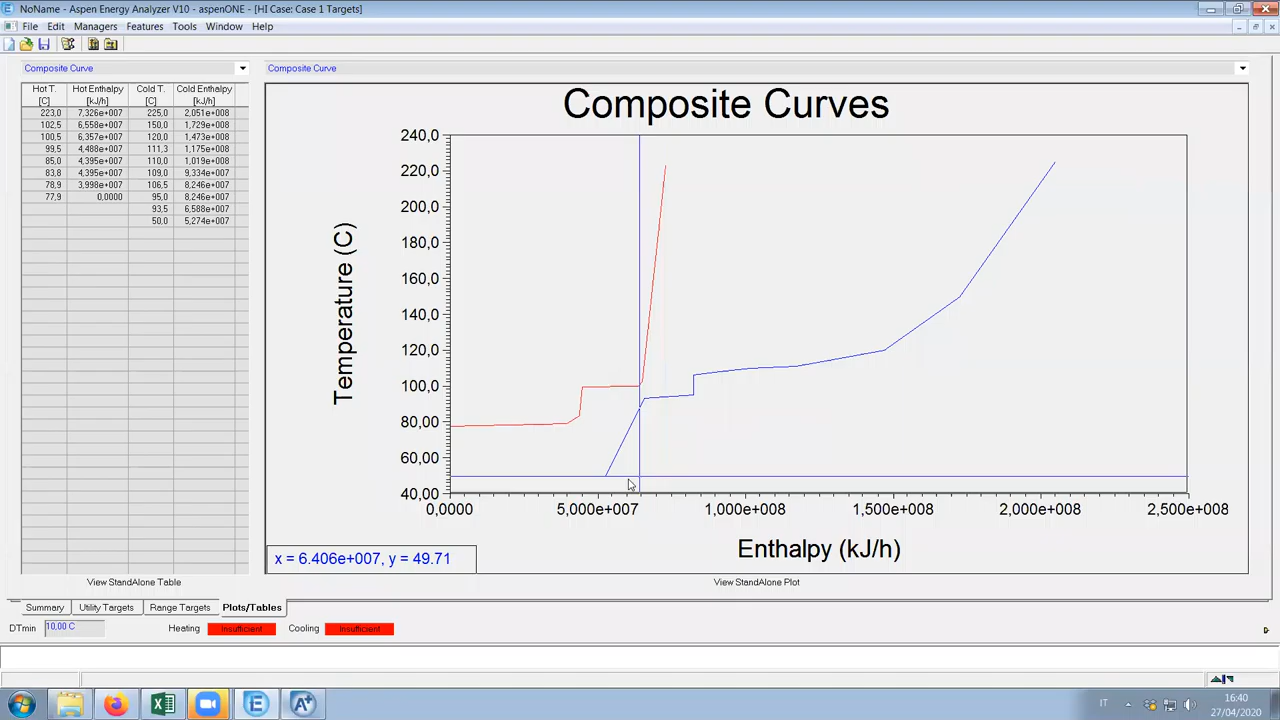 NoName - Aspen Energy Analyzer V10 - aspenONE - [HI Case: Case 1 Targets]
File Edit Managers Features Tools Window Help
Composite Curve
Composite Curve
Hot T. Hot Enthalpy Cold T. Cold Enthalpy
[C] [kJ/h] [C] [kJ/h]
223,0 7,326e+007 225,0 2,051e+008
102,5 6,558e+007 150,0 1,729e+008
100,5 6,357e+007 120,0 1,473e+008
99,5 4,488e+007 111,3 1,175e+008
85,0 4,395e+007 110,0 1,019e+008
83,8 4,395e+007 109,0 9,334e+007
78,9 3,998e+007 106,5 8,246e+007
77,9 0,0000 95,0 8,246e+007
93,5 6,588e+007
50,0 5,274e+007
View StandAlone Table
Composite Curves
Temperature (C)
240,0
220,0
200,0
180,0
160,0
140,0
120,0
100,0
80,00
60,00
40,00
0,0000 5,000e+007 1,000e+008 1,500e+008 2,000e+008 2,500e+008
Enthalpy (kJ/h)
x = 6.406e+007, y = 49.71
View StandAlone Plot
Summary Utility Targets Range Targets Plots/Tables
DTmin 10,00 C Heating Insufficient Cooling Insufficient
IT
16:40
27/04/2020